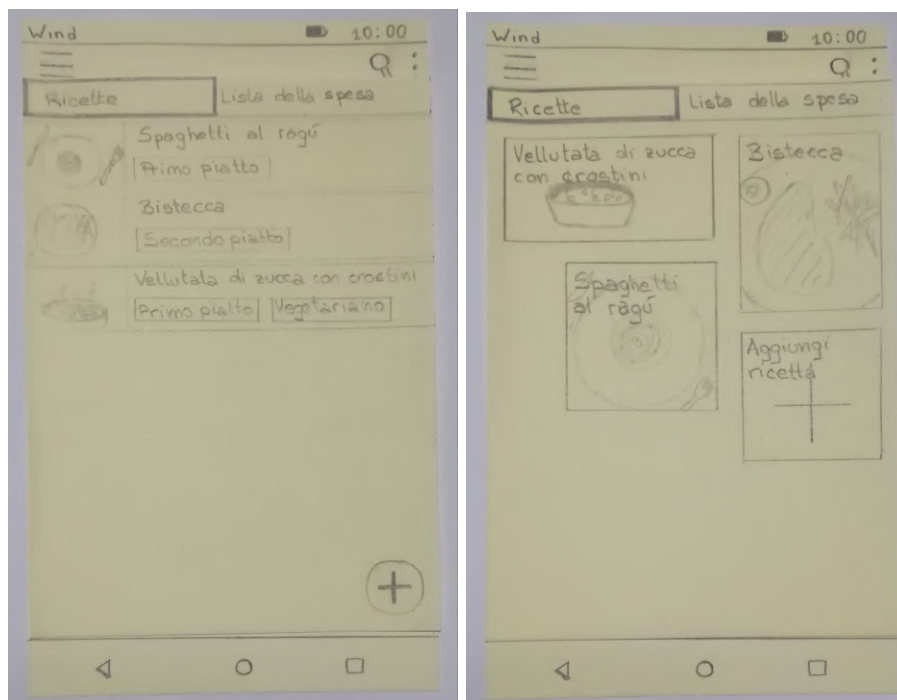 Wind 10:00
Ricette Lista della spesa
Spaghetti al ragú
Primo piatto
Bistecca
Secondo piatto
Vellutata di zucca con crostini
Primo piatto Vegetariano
Wind 10:00
Ricette Lista della spesa
Vellutata di zucca
con crostini
Bistecca
Spaghetti
al ragú
Aggiungi
ricetta